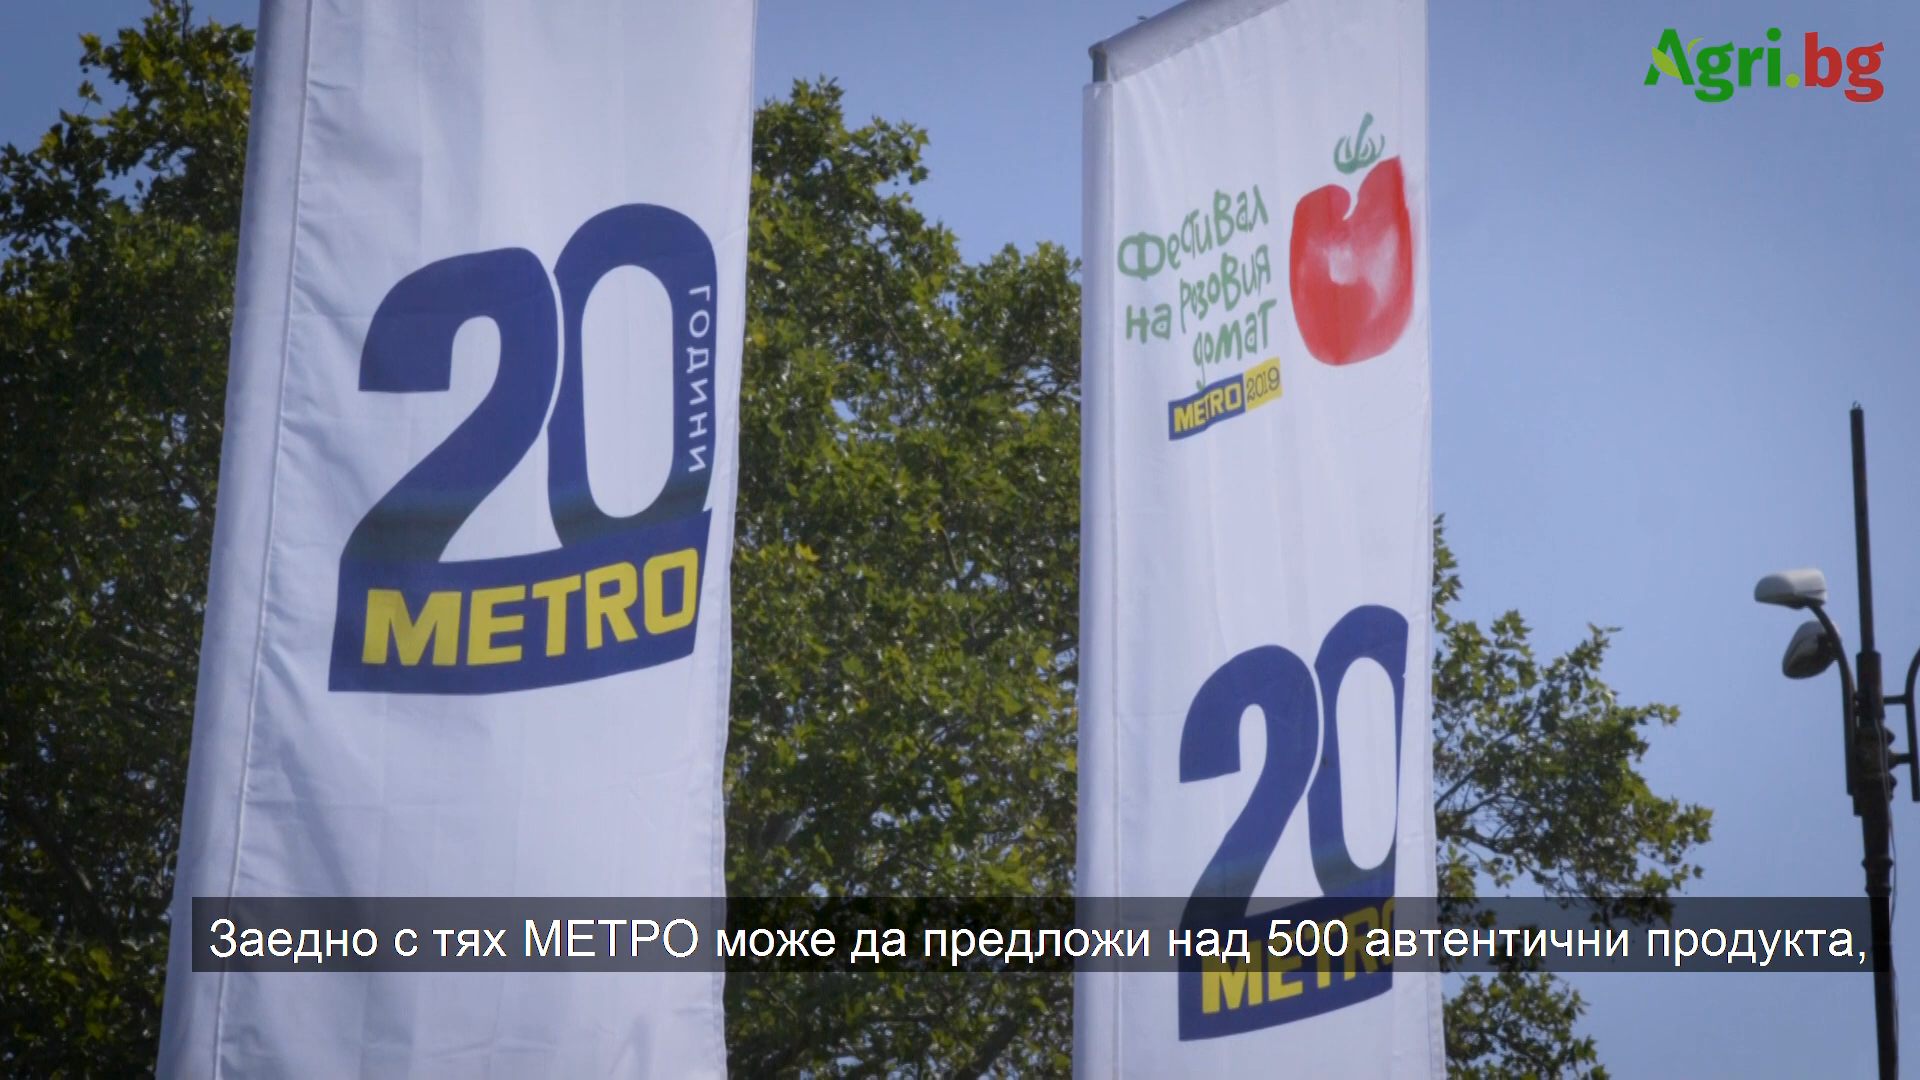 Agri.bg
20
ГОДИНИ
METRO
Фестивал
на розовия
домат
METRO 2019
20
METRO
Заедно с тях МЕТРО може да предложи над 500 автентични продукта,